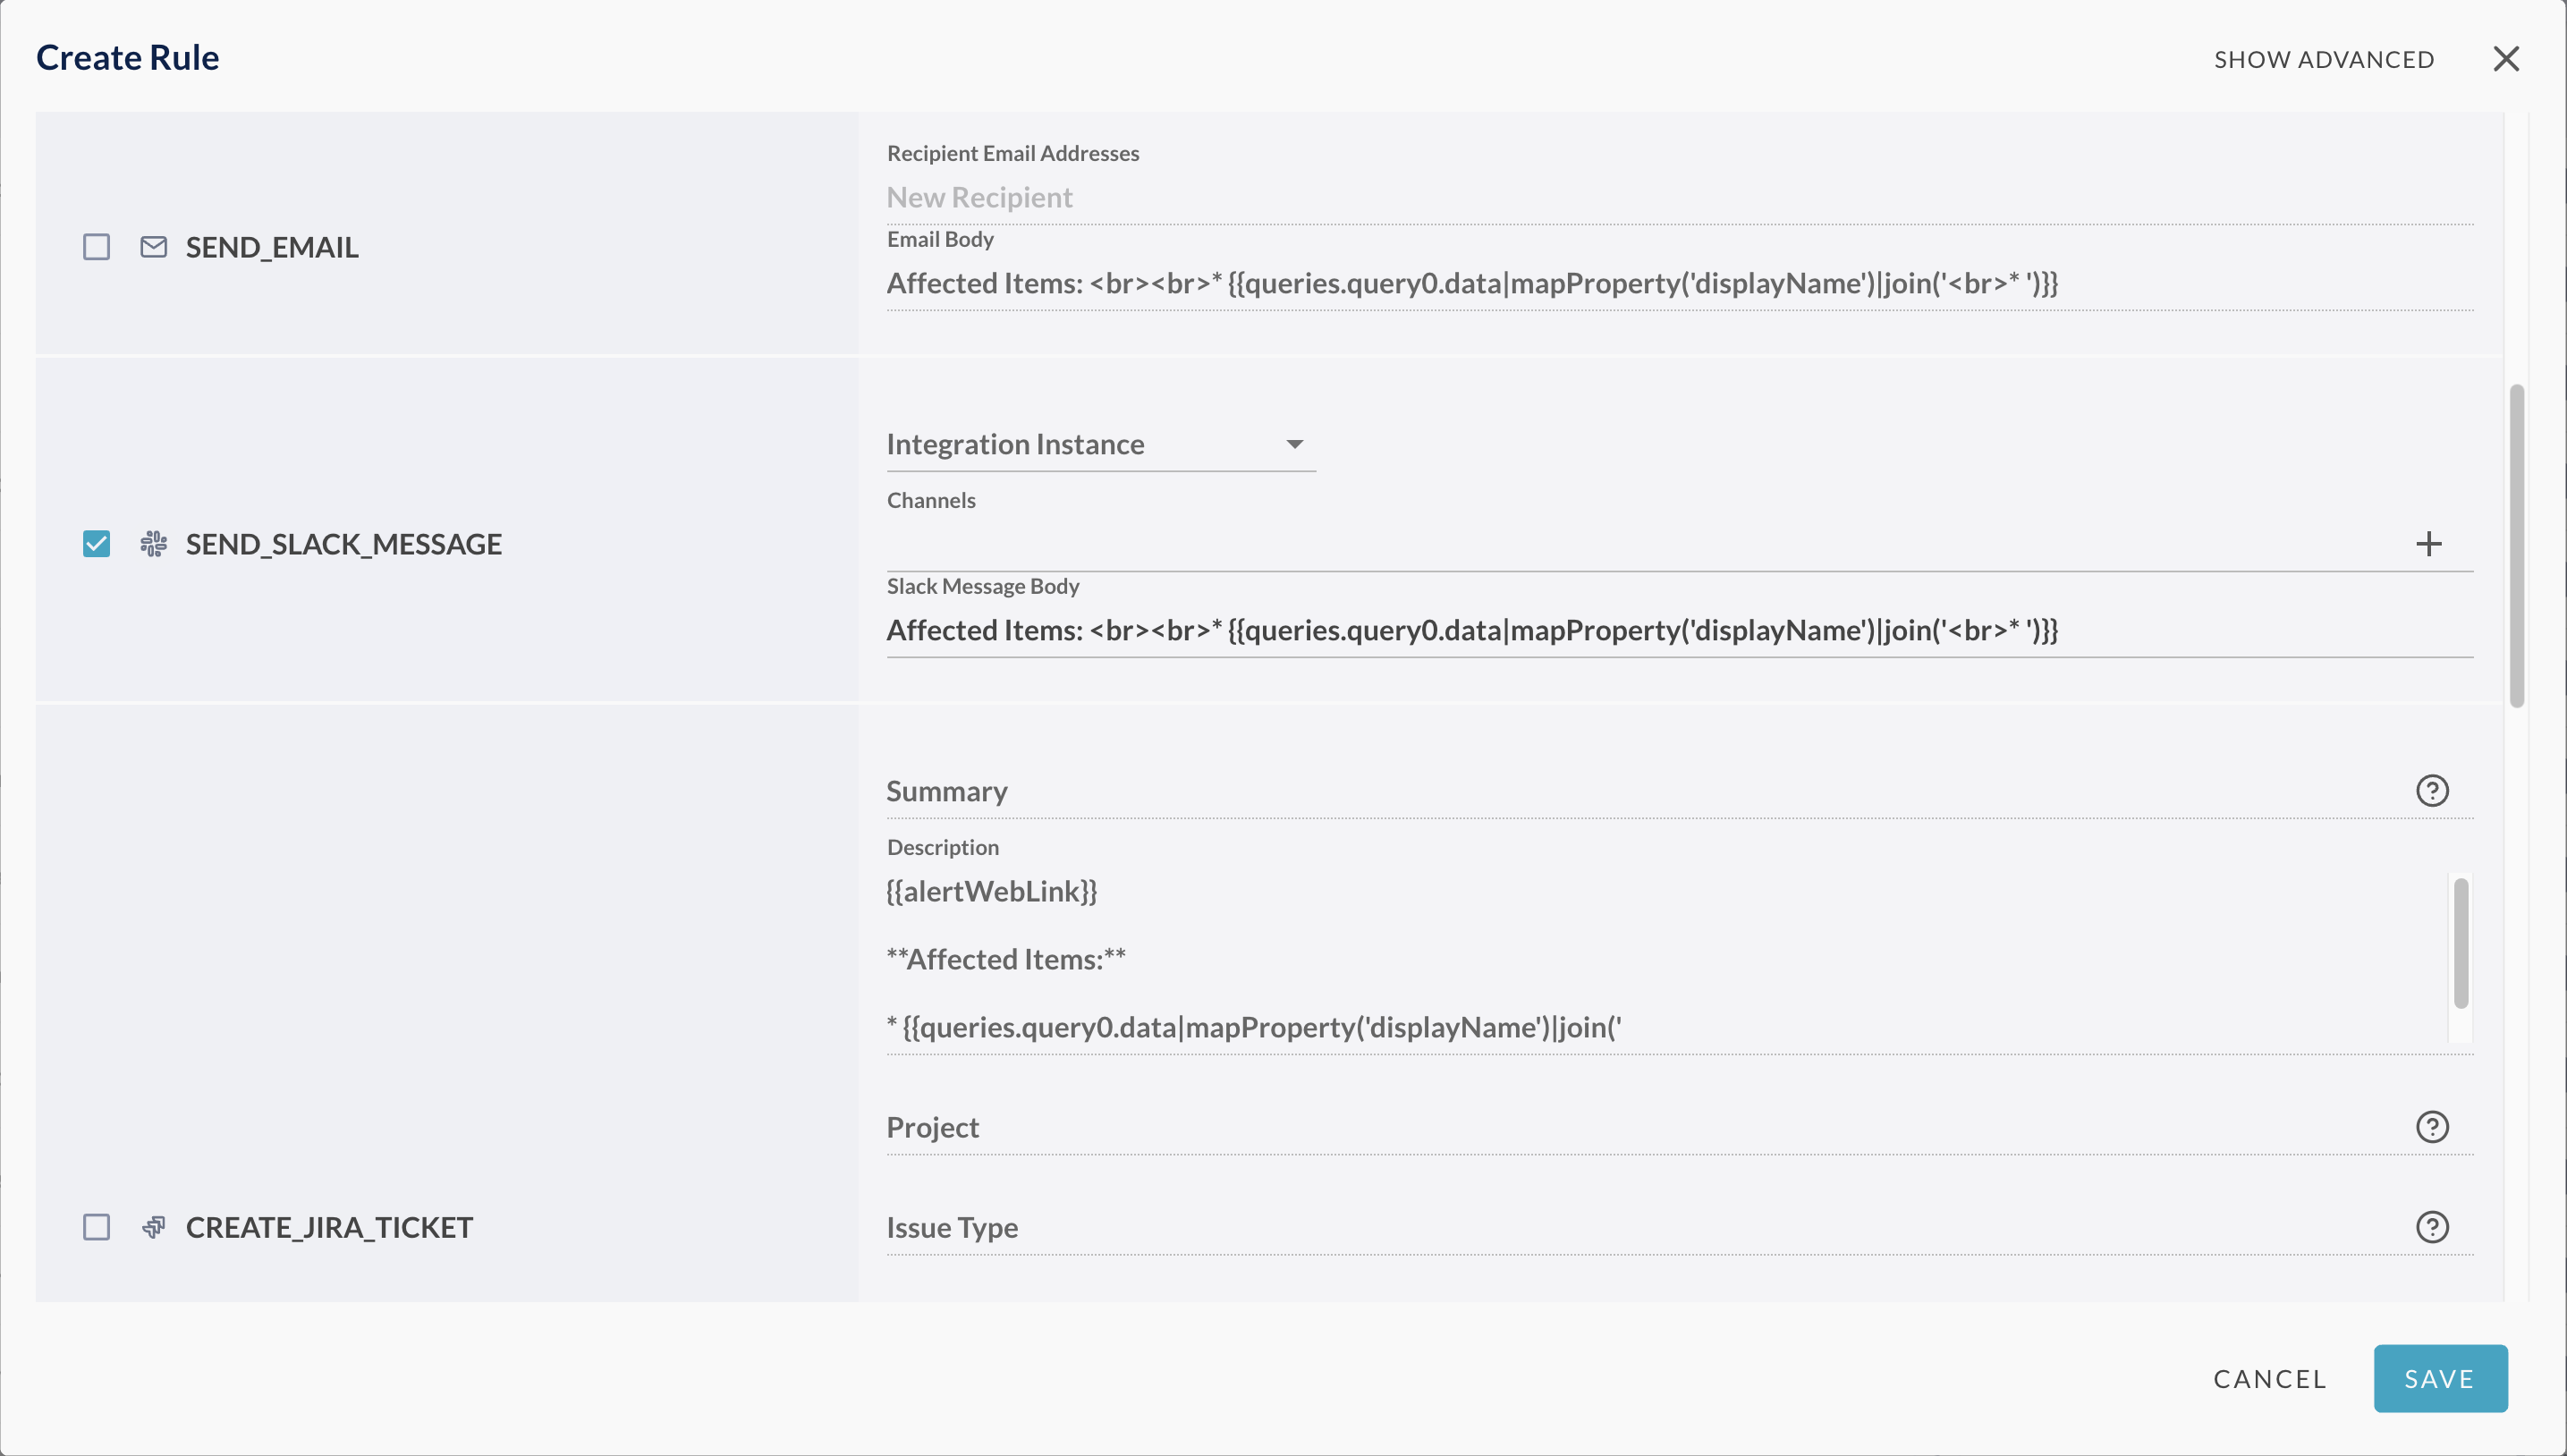 Create Rule
SHOW ADVANCED
Recipient Email Addresses
New Recipient
SEND_EMAIL
Email Body
Affected Items: <br><br>* {{queries.query0.data|mapProperty('displayName')|join('<br>* ')}}
Integration Instance
Channels
SEND_SLACK_MESSAGE
Slack Message Body
Affected Items: <br><br>* {{queries.query0.data|mapProperty('displayName')|join('<br>* ')}}
Summary
Description
{{alertWebLink}}
**Affected Items:**
* {{queries.query0.data|mapProperty('displayName')|join('
Project
CREATE_JIRA_TICKET
Issue Type
CANCEL
SAVE